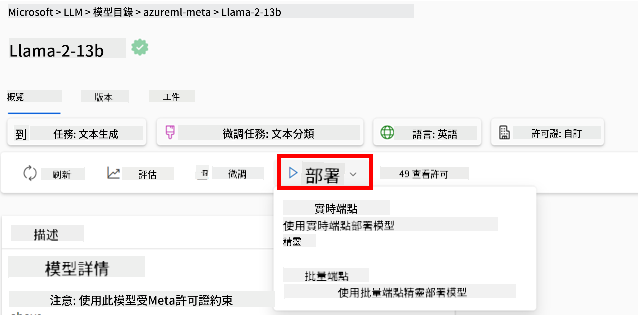 Microsoft > LLM > 模型目錄 > azureml-meta > Llama-2-13b
Llama-2-13b
概覽 版本 工件
到 任務: 文本生成 微調任務: 文本分類 語言: 英語 許可證: 自訂
刷新 評估 微調 部署 49 查看許可
實時端點
使用實時端點部署模型
精靈
描述
批量端點
模型詳情
使用批量端點精靈部署模型
注意: 使用此模型受Meta許可證約束